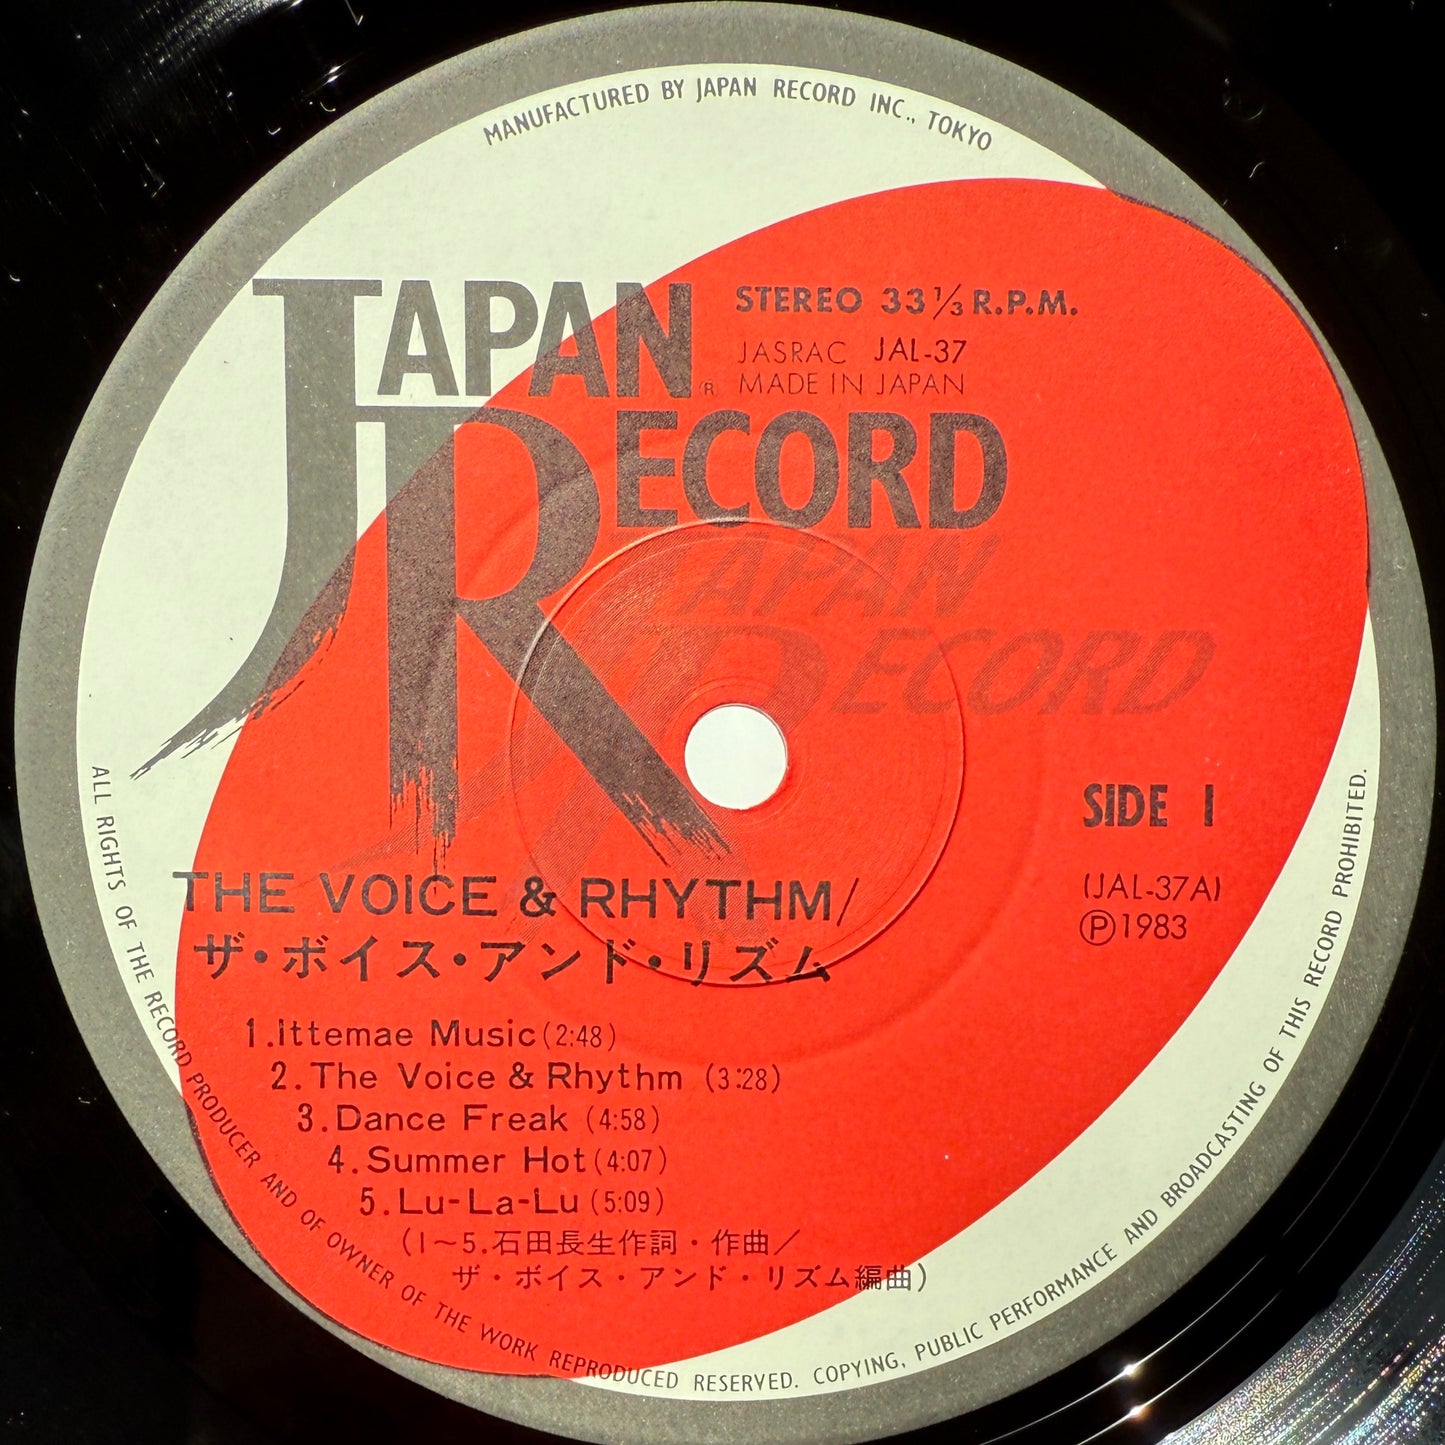 MANUFACTURED BY JAPAN RECORD INC., TOKYO
JAPAN
RECORD
®
STEREO 33 1/3 R.P.M.
JASRAC JAL-37
MADE IN JAPAN
JAPAN
RECORD
SIDE 1
(JAL-37A)
Ⓟ1983
THE VOICE & RHYTHM/
ザ・ボイス・アンド・リズム
1.Ittemae Music(2:48)
2.The Voice & Rhythm (3:28)
3.Dance Freak (4:58)
4.Summer Hot(4:07)
5.Lu-La-Lu(5:09)
(1〜5.石田長生作詞・作曲/
ザ・ボイス・アンド・リズム編曲)
ALL RIGHTS OF THE RECORD PRODUCER AND OF OWNER OF THE WORK REPRODUCED RESERVED. COPYING, PUBLIC PERFORMANCE AND BROADCASTING OF THIS RECORD PROHIBITED.